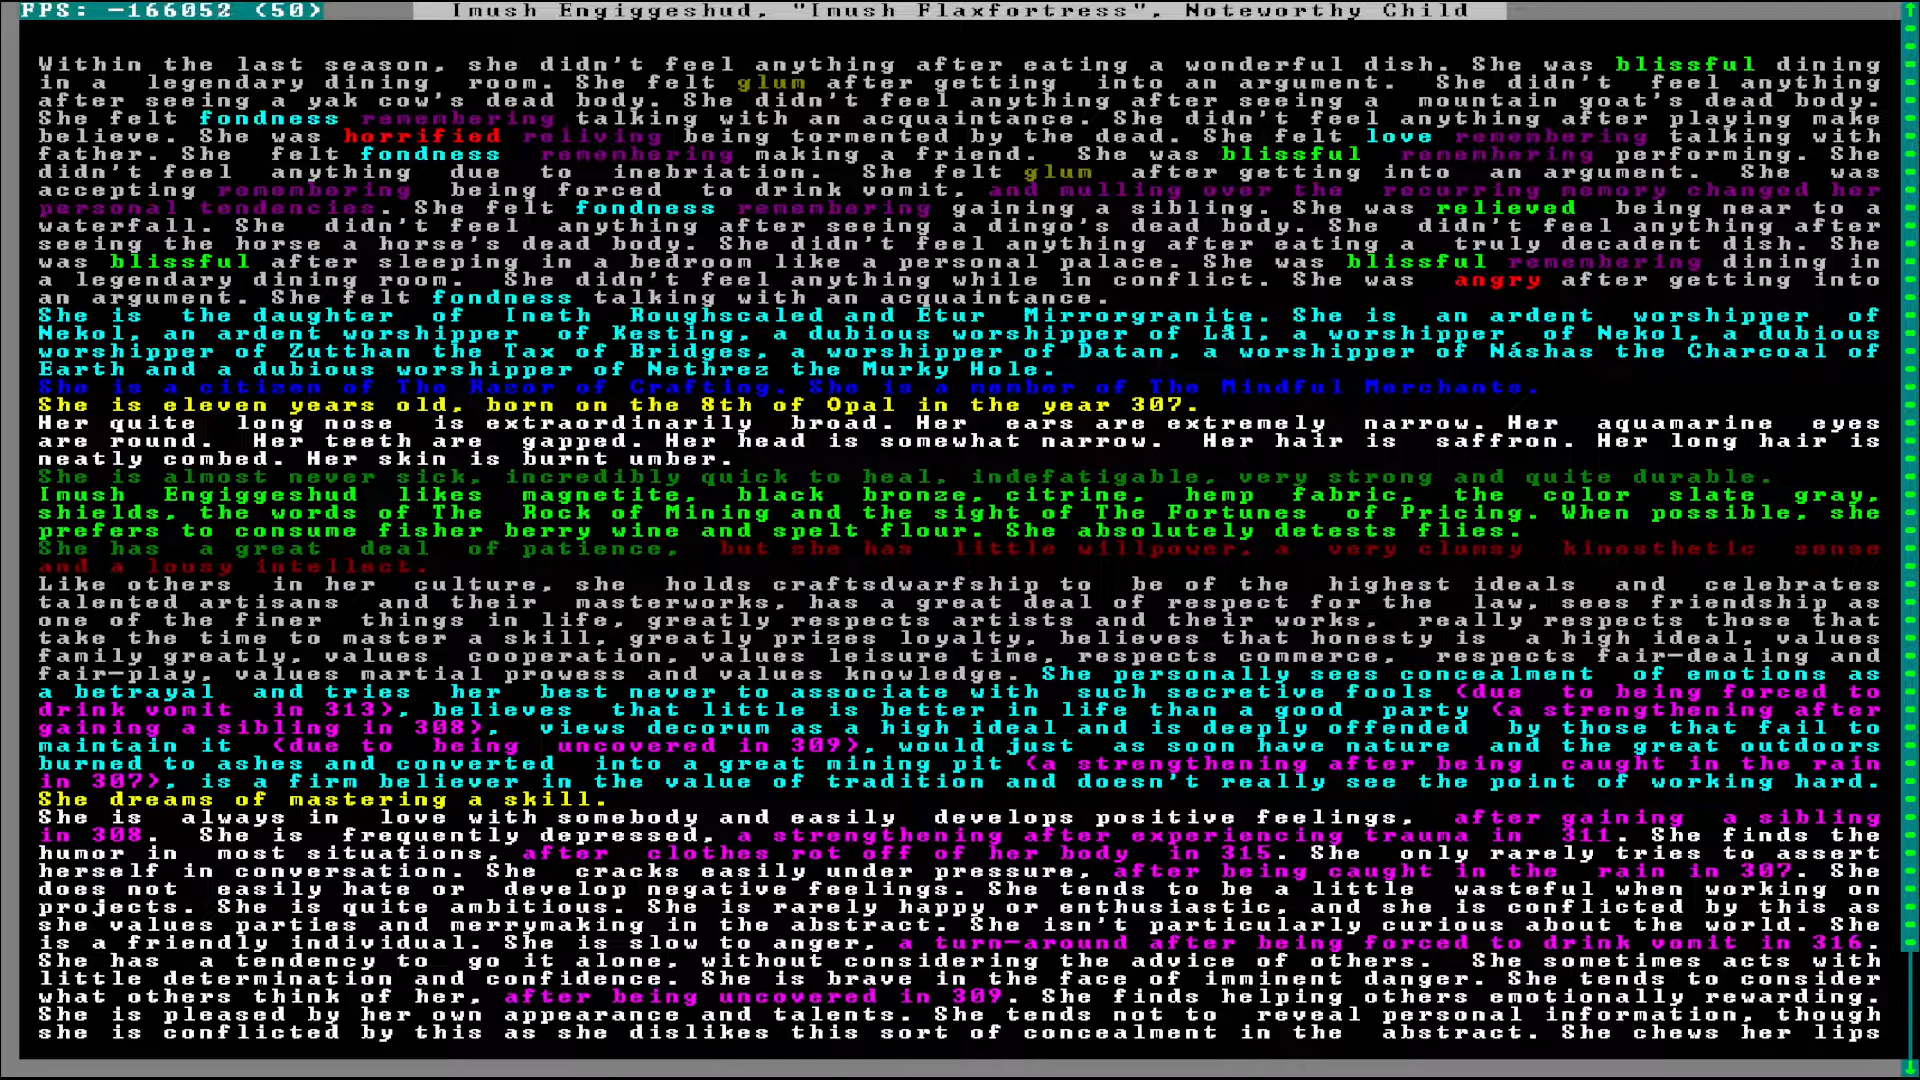 FPS: -166052 (50)
Imush Engiggeshud, "Imush Flaxfortress", Noteworthy Child
Within the last season, she didn't feel anything after eating a wonderful dish. She was blissful dining
in a legendary dining room. She felt glum after getting into an argument. She didn't feel anything
after seeing a yak cow's dead body. She didn't feel anything after seeing a mountain goat's dead body.
She felt fondness remembering talking with an acquaintance. She didn't feel anything after playing make
believe. She was horrified reliving being tormented by the dead. She felt love remembering talking with
father. She felt fondness remembering making a friend. She was blissful remembering performing. She
didn't feel anything due to inebriation. She felt glum after getting into an argument. She was
accepting remembering being forced to drink vomit, and mulling over the recurring memory changed her
personal tendencies. She felt fondness remembering gaining a sibling. She was relieved being near to a
waterfall. She didn't feel anything after seeing a dingo's dead body. She didn't feel anything after
seeing the horse a horse's dead body. She didn't feel anything after eating a truly decadent dish. She
was blissful after sleeping in a bedroom like a personal palace. She was blissful remembering dining in
a legendary dining room. She didn't feel anything while in conflict. She was angry after getting into
an argument. She felt fondness talking with an acquaintance.
She is the daughter of Ineth Roughscaled and Etur Mirrorgranite. She is an ardent worshipper of
Nekol, an ardent worshipper of Kesting, a dubious worshipper of Lål, a worshipper of Nekol, a dubious
worshipper of Zutthan the Tax of Bridges, a worshipper of Datan, a worshipper of Náshas the Charcoal of
Earth and a dubious worshipper of Nethrez the Murky Hole.
She is a citizen of The Razor of Crafting. She is a member of The Mindful Merchants.
She is eleven years old, born on the 8th of Opal in the year 307.
Her quite long nose is extraordinarily broad. Her ears are extremely narrow. Her aquamarine eyes
are round. Her teeth are gapped. Her head is somewhat narrow. Her hair is saffron. Her long hair is
neatly combed. Her skin is burnt umber.
She is almost never sick, incredibly quick to heal, indefatigable, very strong and quite durable.
Imush Engiggeshud likes magnetite, black bronze, citrine, hemp fabric, the color slate gray,
shields, the words of The Rock of Mining and the sight of The Fortunes of Pricing. When possible, she
prefers to consume fisher berry wine and spelt flour. She absolutely detests flies.
She has a great deal of patience, but she has little willpower, a very clumsy kinesthetic sense
and a lousy intellect.
Like others in her culture, she holds craftsdwarfship to be of the highest ideals and celebrates
talented artisans and their masterworks, has a great deal of respect for the law, sees friendship as
one of the finer things in life, greatly respects artists and their works, really respects those that
take the time to master a skill, greatly prizes loyalty, believes that honesty is a high ideal, values
family greatly, values cooperation, values leisure time, respects commerce, respects fair-dealing and
fair-play, values martial prowess and values knowledge. She personally sees concealment of emotions as
a betrayal and tries her best never to associate with such secretive fools (due to being forced to
drink vomit in 313), believes that little is better in life than a good party (a strengthening after
gaining a sibling in 308), views decorum as a high ideal and is deeply offended by those that fail to
maintain it (due to being uncovered in 309), would just as soon have nature and the great outdoors
burned to ashes and converted into a great mining pit (a strengthening after being caught in the rain
in 307), is a firm believer in the value of tradition and doesn't really see the point of working hard.
She dreams of mastering a skill.
She is always in love with somebody and easily develops positive feelings, after gaining a sibling
in 308. She is frequently depressed, a strengthening after experiencing trauma in 311. She finds the
humor in most situations, after clothes rot off of her body in 315. She only rarely tries to assert
herself in conversation. She cracks easily under pressure, after being caught in the rain in 307. She
does not easily hate or develop negative feelings. She tends to be a little wasteful when working on
projects. She is quite ambitious. She is rarely happy or enthusiastic, and she is conflicted by this as
she values parties and merrymaking in the abstract. She isn't particularly curious about the world. She
is a friendly individual. She is slow to anger, a turn-around after being forced to drink vomit in 316.
She has a tendency to go it alone, without considering the advice of others. She sometimes acts with
little determination and confidence. She is brave in the face of imminent danger. She tends to consider
what others think of her, after being uncovered in 309. She finds helping others emotionally rewarding.
She is pleased by her own appearance and talents. She tends not to reveal personal information, though
she is conflicted by this as she dislikes this sort of concealment in the abstract. She chews her lips